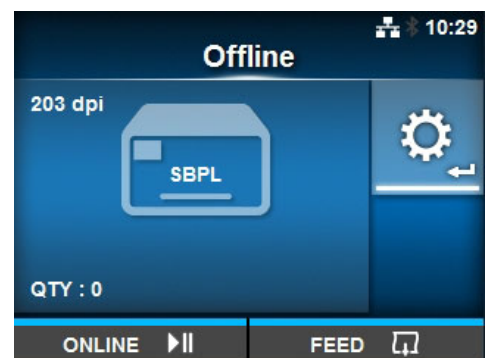 10:29
Offline
203 dpi
SBPL
QTY : 0
ONLINE FEED